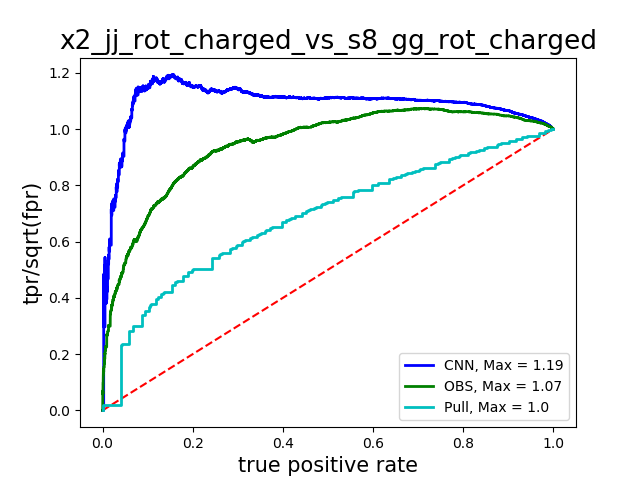 x2_jj_rot_charged_vs_s8_gg_rot_charged
tpr/sqrt(fpr)
1.2
1.0
0.8
0.6
0.4
0.2
0.0
CNN, Max = 1.19
OBS, Max = 1.07
Pull, Max = 1.0
0.0 0.2 0.4 0.6 0.8 1.0
true positive rate